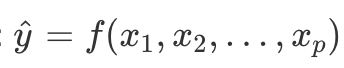 : ŷ = f(x₁, x₂, . . . , xₚ)